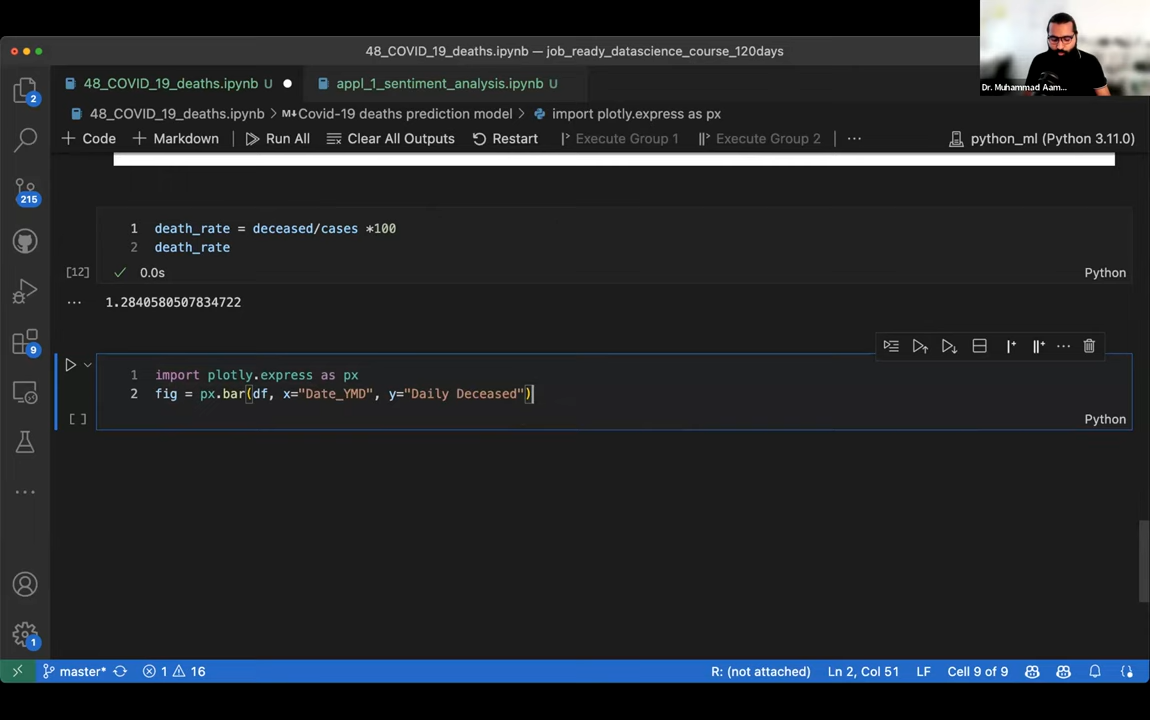 48_COVID_19_deaths.ipynb — job_ready_datascience_course_120days
Dr. Muhammad Aam...
48_COVID_19_deaths.ipynb U
appl_1_sentiment_analysis.ipynb U
48_COVID_19_deaths.ipynb > M↓Covid-19 deaths prediction model > import plotly.express as px
+ Code + Markdown Run All Clear All Outputs Restart Execute Group 1 Execute Group 2 ... python_ml (Python 3.11.0)
2
215
9
1
1 death_rate = deceased/cases *100
2 death_rate
[12] ✓ 0.0s Python
... 1.2840580507834722
1 import plotly.express as px
2 fig = px.bar(df, x="Date_YMD", y="Daily Deceased")
[ ] Python
master* 1 16 R: (not attached) Ln 2, Col 51 LF Cell 9 of 9